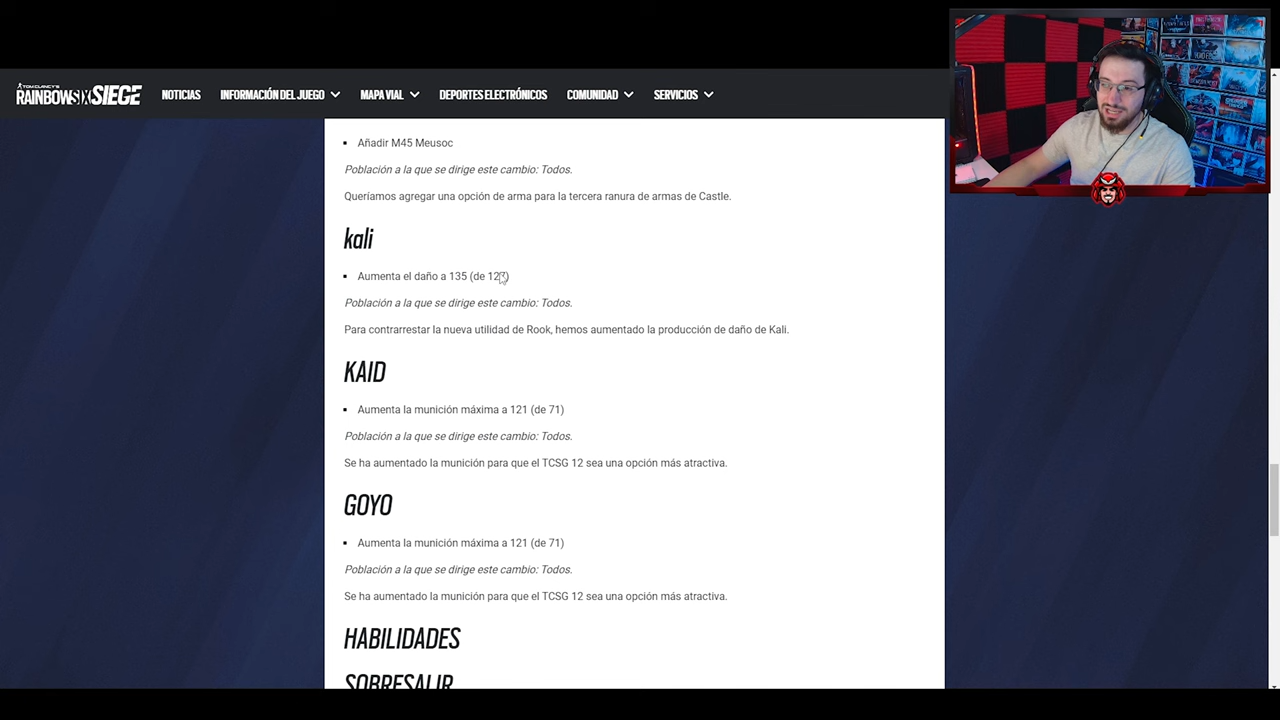 TOM CLANCY'S
RAINBOWSIX SIEGE
NOTICIAS INFORMACIÓN DEL JUEGO MAPA VIAL DEPORTES ELECTRÓNICOS COMUNIDAD SERVICIOS
Añadir M45 Meusoc
Población a la que se dirige este cambio: Todos.
Queríamos agregar una opción de arma para la tercera ranura de armas de Castle.
kali
Aumenta el daño a 135 (de
Población a la que se dirige este cambio: Todos.
Para contrarrestar la nueva utilidad de Rook, hemos aumentado la producción de daño de Kali.
KAID
Aumenta la munición máxima a 121 (de 71)
Población a la que se dirige este cambio: Todos.
Se ha aumentado la munición para que el TCSG 12 sea una opción más atractiva.
GOYO
Aumenta la munición máxima a 121 (de 71)
Población a la que se dirige este cambio: Todos.
Se ha aumentado la munición para que el TCSG 12 sea una opción más atractiva.
HABILIDADES
SOBRESALIR